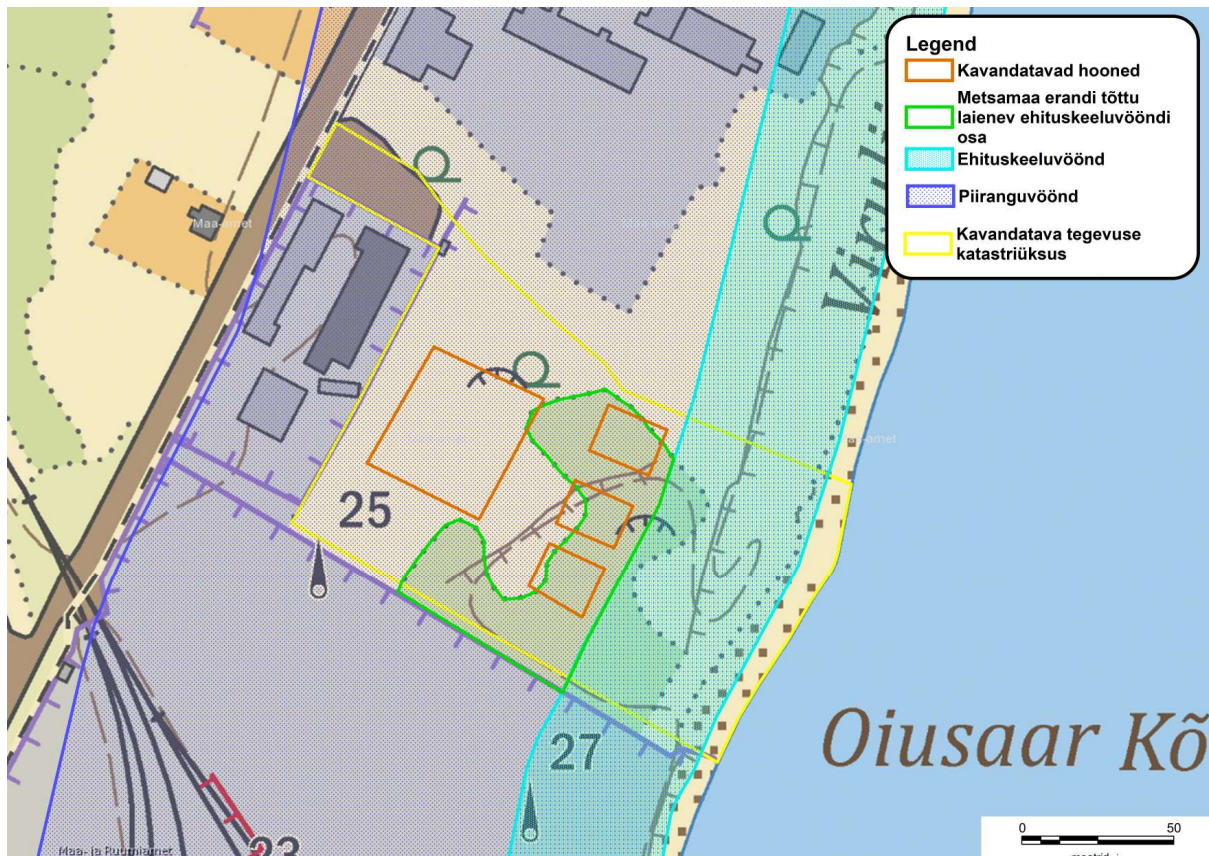 Legend
Kavandatavad hooned
Metsamaa erandi tõttu
laienev ehituskeeluvööndi
osa
Ehituskeeluvöönd
Piiranguvöönd
Kavandatava tegevuse
katastriüksus
Maa-amet
25
27
23
Oiusaar Kõ
Maa- ja Ruumiamet
0 50